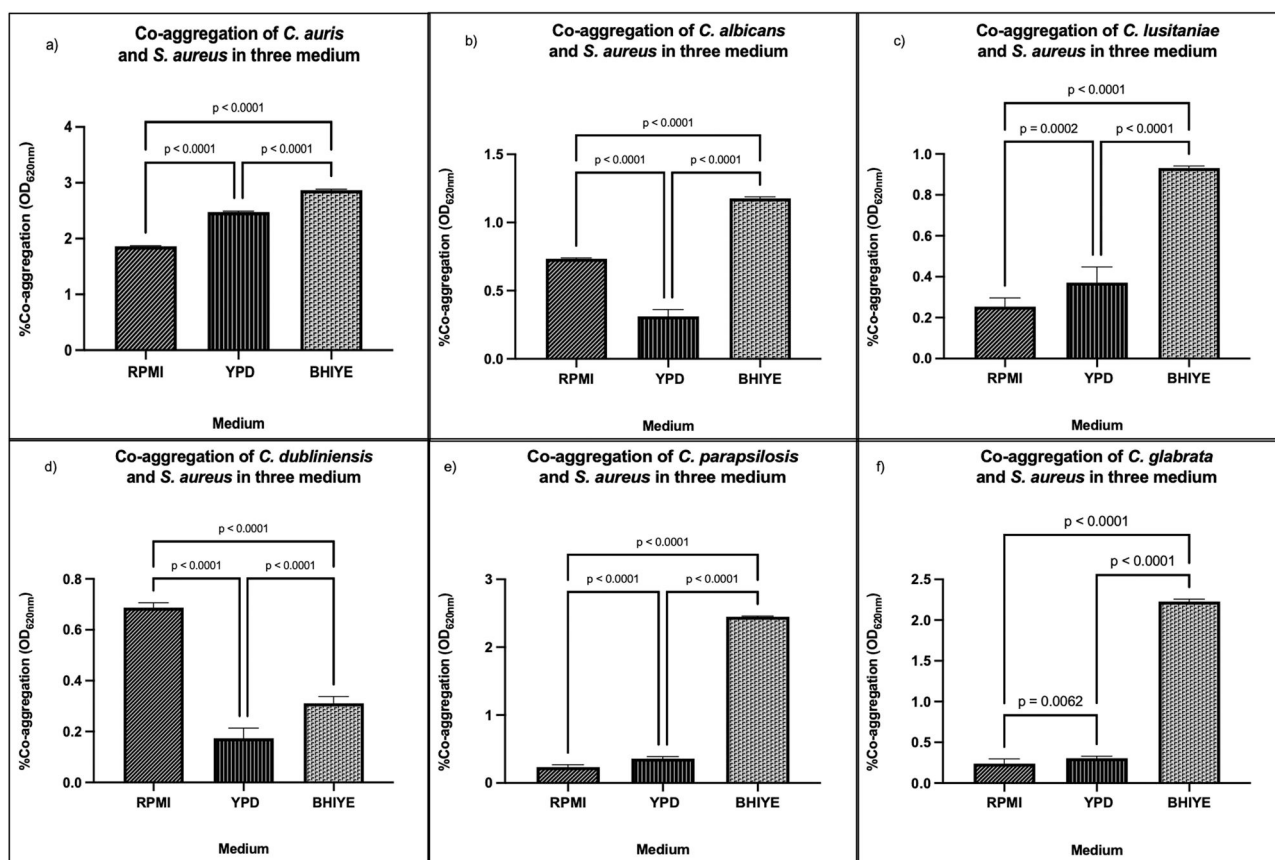 a)
Co-aggregation of C. auris
and S. aureus in three medium
p < 0.0001
p < 0.0001 p < 0.0001
%Co-aggregation (OD620nm)
4
3
2
1
0
RPMI YPD BHIYE
Medium
b)
Co-aggregation of C. albicans
and S. aureus in three medium
p < 0.0001
p < 0.0001 p < 0.0001
%Co-aggregation (OD620nm)
1.5
1.0
0.5
0.0
RPMI YPD BHIYE
Medium
c)
Co-aggregation of C. lusitaniae
and S. aureus in three medium
p < 0.0001
p = 0.0002 p < 0.0001
%Co-aggregation (OD620nm)
1.0
0.8
0.6
0.4
0.2
0.0
RPMI YPD BHIYE
Medium
d)
Co-aggregation of C. dubliniensis
and S. aureus in three medium
p < 0.0001
p < 0.0001 p < 0.0001
%Co-aggregation (OD620nm)
0.8
0.6
0.4
0.2
0.0
RPMI YPD BHIYE
Medium
e)
Co-aggregation of C. parapsilosis
and S. aureus in three medium
p < 0.0001
p < 0.0001 p < 0.0001
%Co-aggregation (OD620nm)
3
2
1
0
RPMI YPD BHIYE
Medium
f)
Co-aggregation of C. glabrata
and S. aureus in three medium
p < 0.0001
p < 0.0001
p = 0.0062
%Co-aggregation (OD620nm)
2.5
2.0
1.5
1.0
0.5
0.0
RPMI YPD BHIYE
Medium